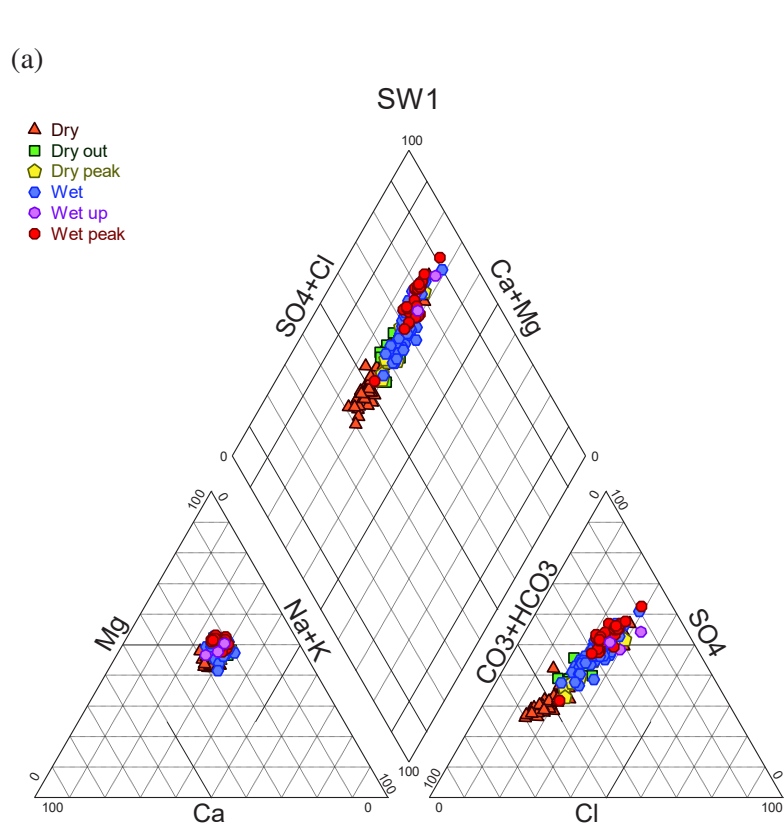 (a)
SW1
Dry
Dry out
Dry peak
Wet
Wet up
Wet peak
100
SO4+Cl
Ca+Mg
0
0
100
100
0
Mg
Na+K
0
100
100
Ca
0
0
100
CO3+HCO3
SO4
100
0
0
Cl
100